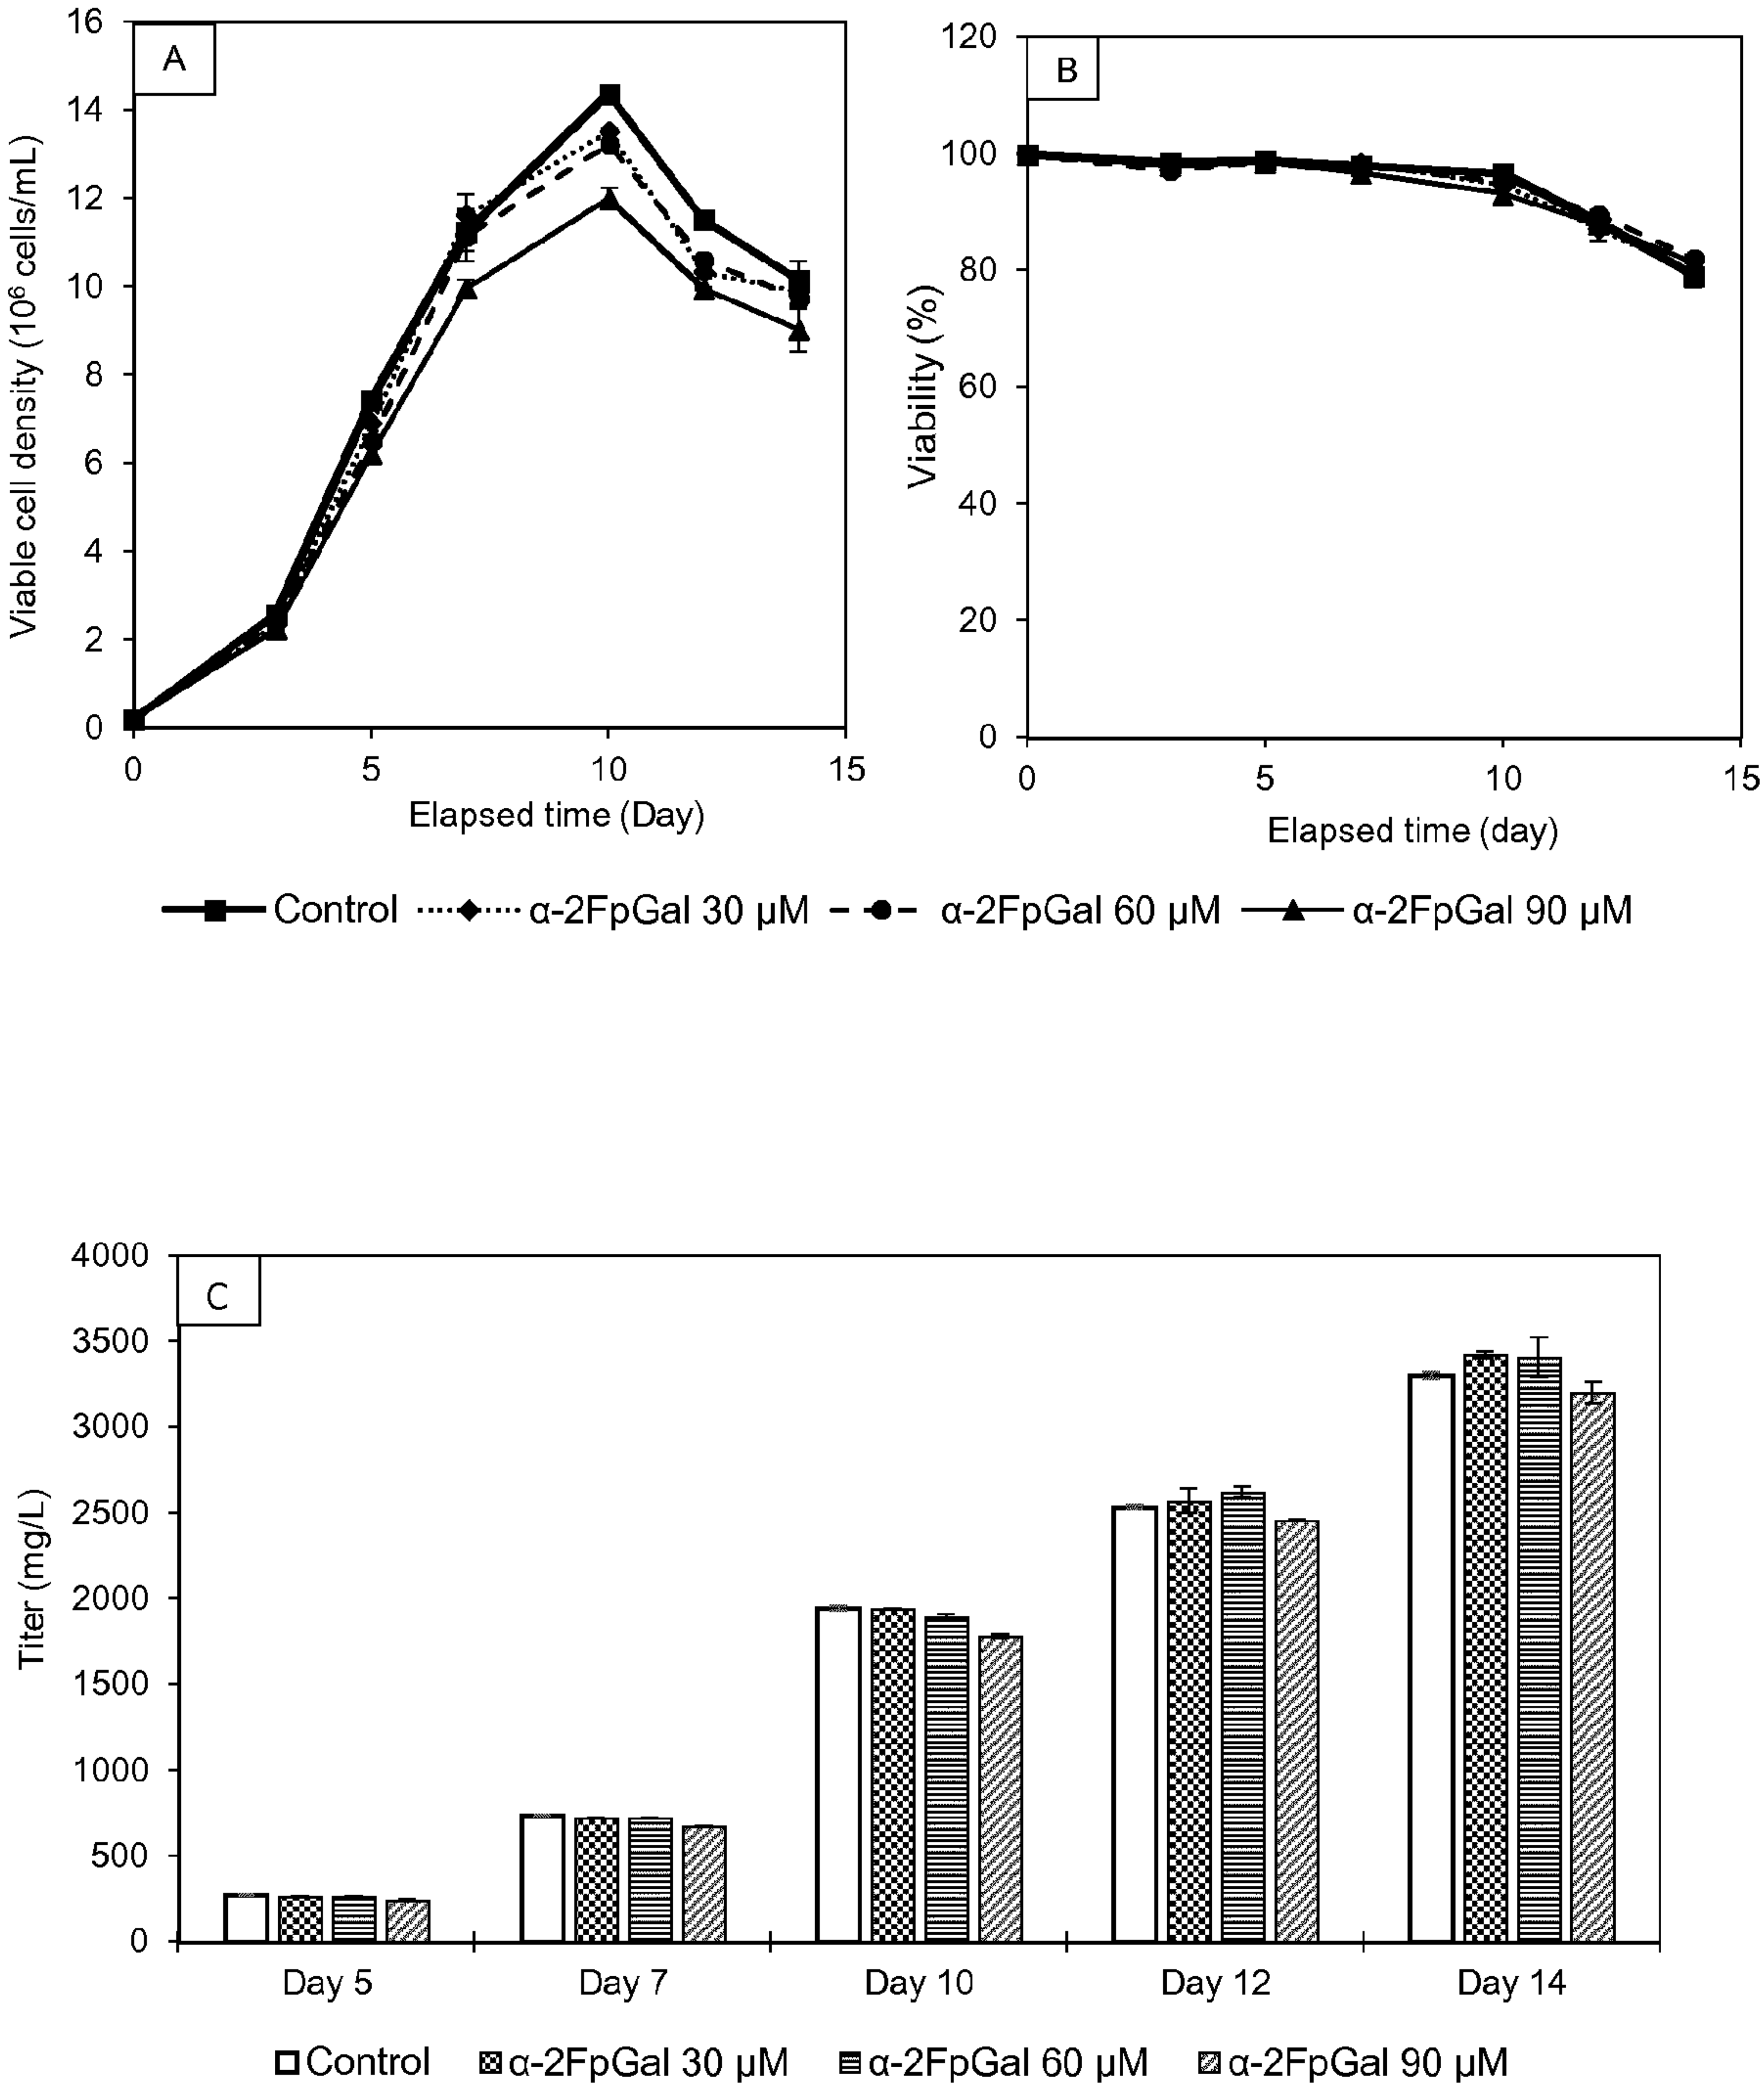 A
Viable cell density (10⁶ cells/mL)
16
14
12
10
8
6
4
2
0
0 5 10 15
Elapsed time (Day)
B
Viability (%)
120
100
80
60
40
20
0
0 5 10 15
Elapsed time (day)
Control α-2FpGal 30 μM α-2FpGal 60 μM α-2FpGal 90 μM
C
Titer (mg/L)
4000
3500
3000
2500
2000
1500
1000
500
0
Day 5 Day 7 Day 10 Day 12 Day 14
Control α-2FpGal 30 μM α-2FpGal 60 μM α-2FpGal 90 μM